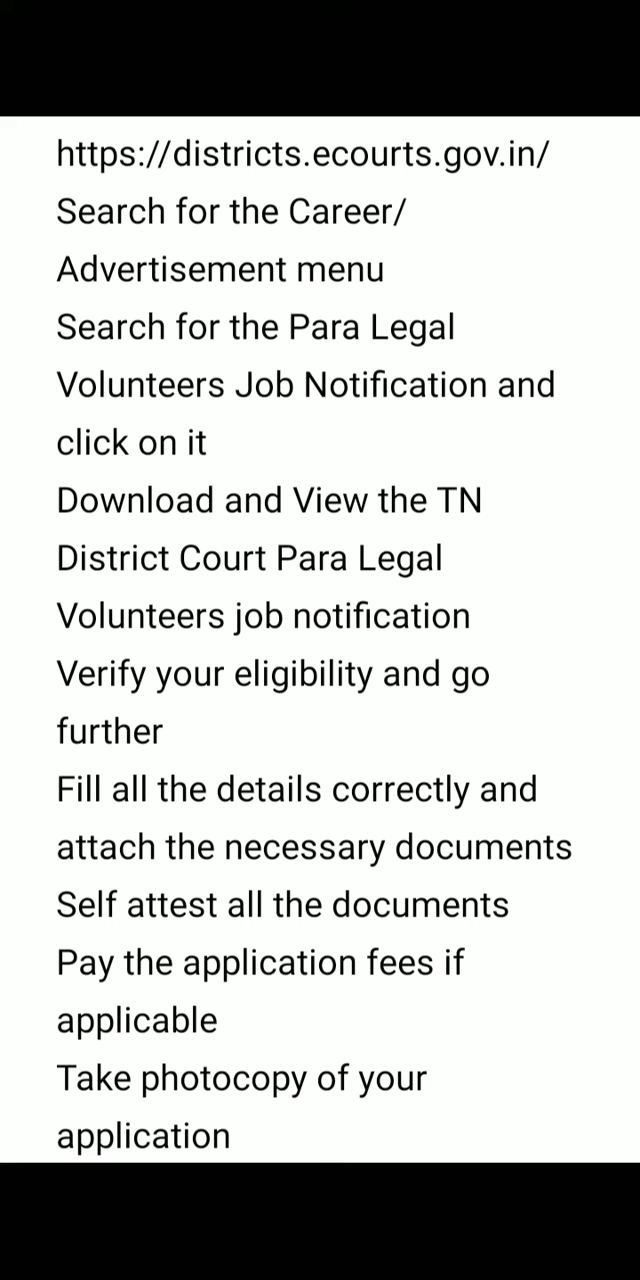 https://districts.ecourts.gov.in/
Search for the Career/
Advertisement menu
Search for the Para Legal
Volunteers Job Notification and
click on it
Download and View the TN
District Court Para Legal
Volunteers job notification
Verify your eligibility and go
further
Fill all the details correctly and
attach the necessary documents
Self attest all the documents
Pay the application fees if
applicable
Take photocopy of your
application